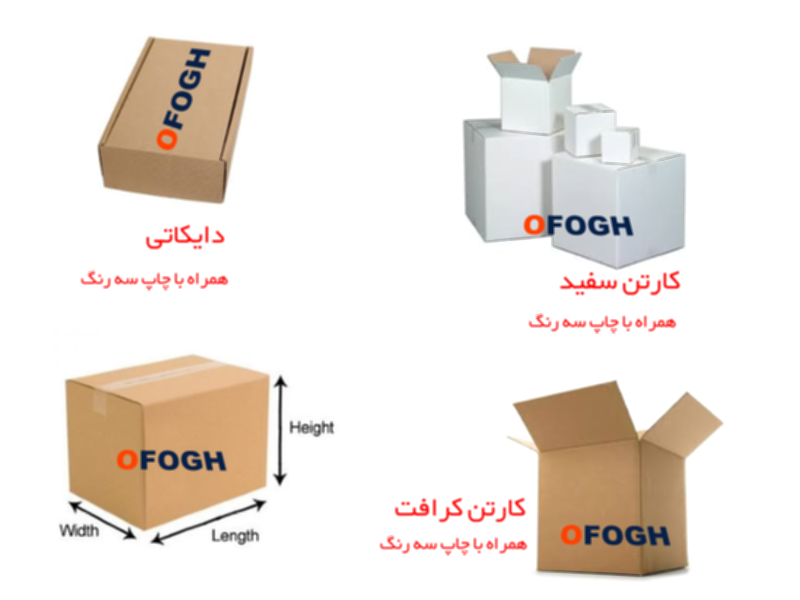 OFOGH
دایکاتی
همراه با چاپ سه رنگ
OFOGH
کارتن سفید
همراه با چاپ سه رنگ
OFOGH
Height
Width
Length
کارتن کرافت
همراه با چاپ سه رنگ
OFOGH